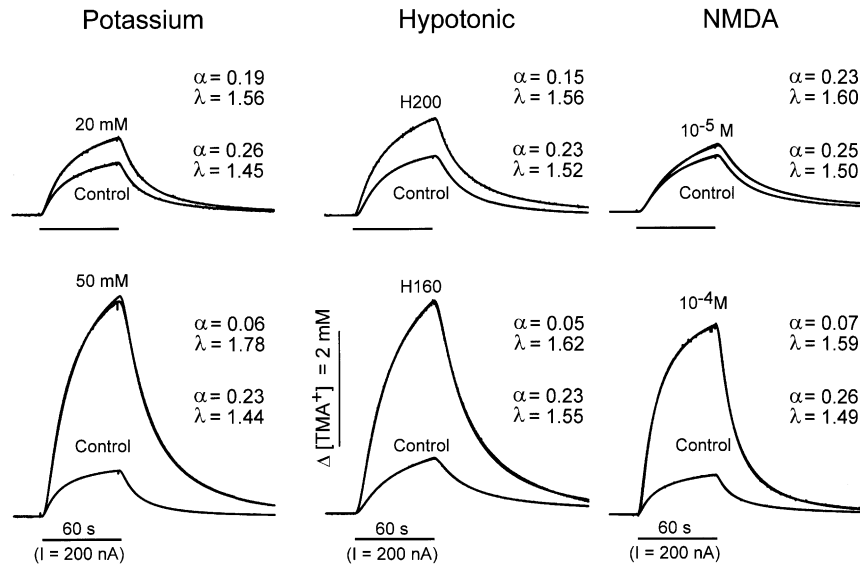 Potassium Hypotonic NMDA
α = 0.19
λ = 1.56
20 mM
α = 0.26
λ = 1.45
Control
α = 0.15
λ = 1.56
H200
α = 0.23
λ = 1.52
Control
α = 0.23
λ = 1.60
10⁻⁵ M
α = 0.25
λ = 1.50
Control
50 mM
α = 0.06
λ = 1.78
α = 0.23
λ = 1.44
Control
60 s
(I = 200 nA)
Δ [TMA⁺] = 2 mM
H160
α = 0.05
λ = 1.62
α = 0.23
λ = 1.55
Control
60 s
(I = 200 nA)
10⁻⁴ M
α = 0.07
λ = 1.59
α = 0.26
λ = 1.49
Control
60 s
(I = 200 nA)